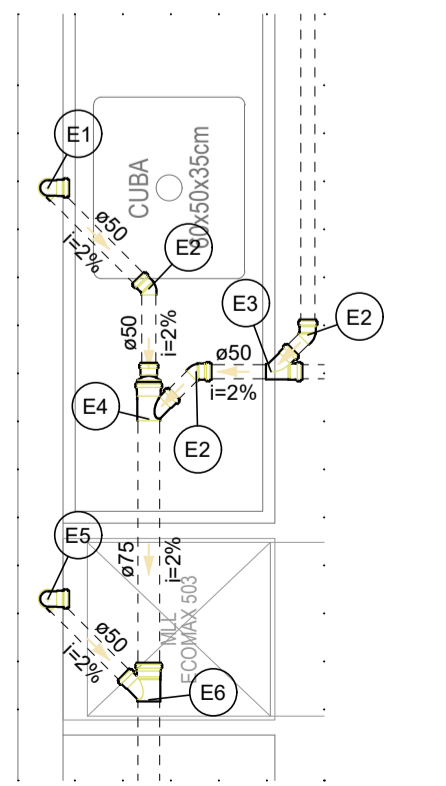 E1
CUBA
60x50x35cm
ø50
i=2%
E2
E3
E2
ø50
i=2%
ø50
i=2%
E4
E2
E5
ø75
i=2%
MLL
ECOMAX 503
ø50
i=2%
E6